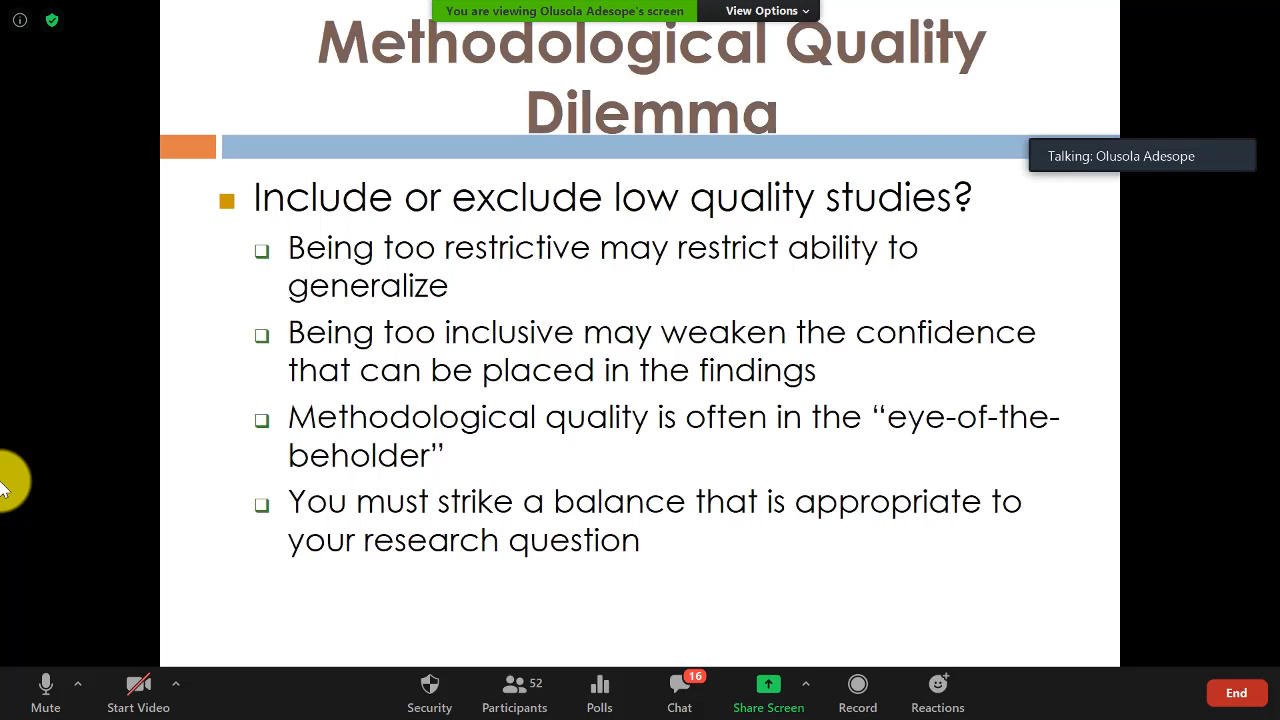 You are viewing Olusola Adesope's screen
View Options
Methodological Quality
Dilemma
Talking: Olusola Adesope
Include or exclude low quality studies?
Being too restrictive may restrict ability to
generalize
Being too inclusive may weaken the confidence
that can be placed in the findings
Methodological quality is often in the “eye-of-the-
beholder”
You must strike a balance that is appropriate to
your research question
Mute
Start Video
Security
Participants
52
Polls
Chat
16
Share Screen
Record
Reactions
End